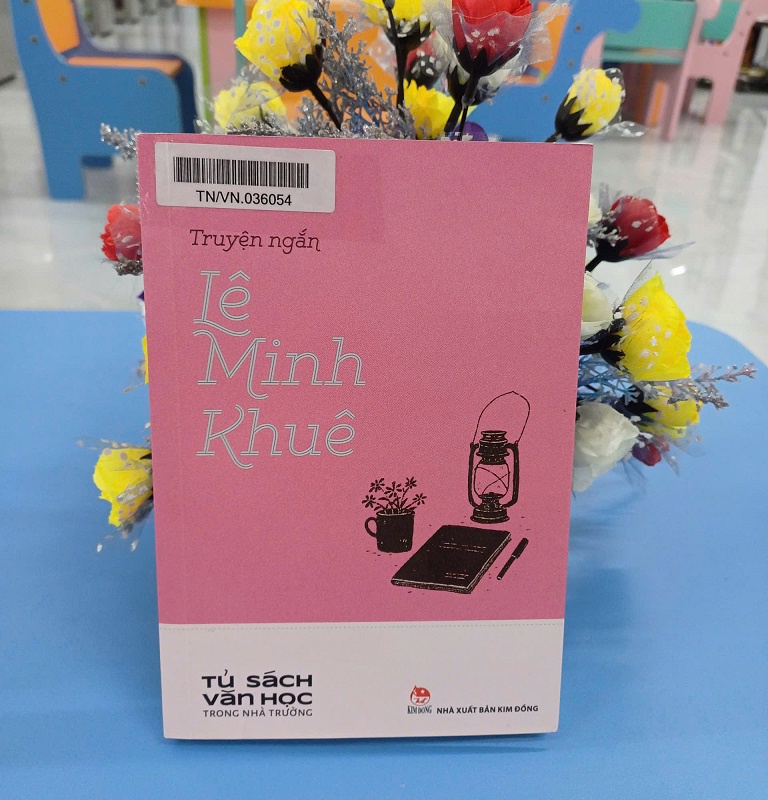 TN/VN.036054
Truyện ngắn
Lê
Minh
Khuê
TỦ SÁCH
VĂN HỌC
TRONG NHÀ TRƯỜNG
KIM ĐỒNG
NHÀ XUẤT BẢN KIM ĐỒNG